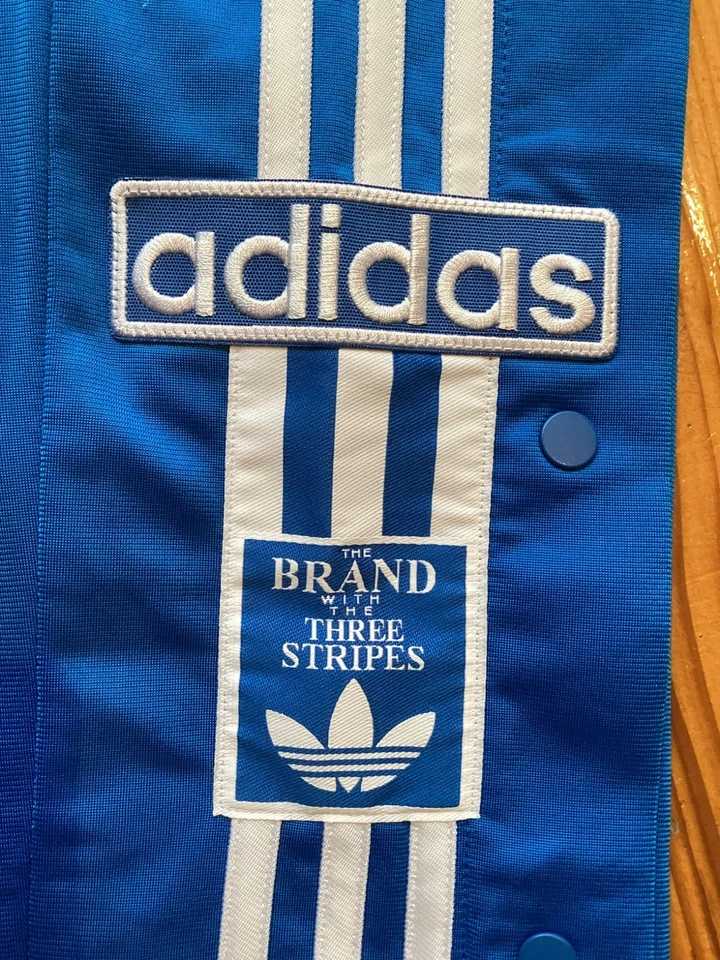 adidas
THE
BRAND
WITH
THE
THREE
STRIPES